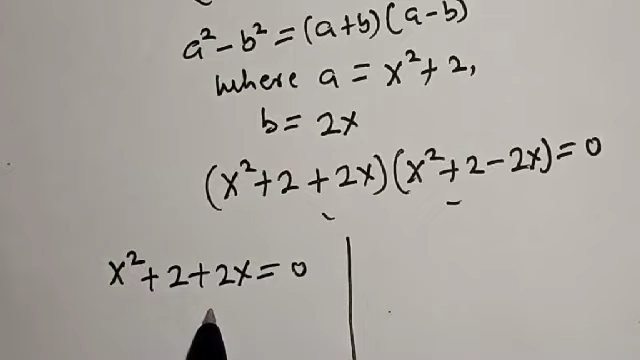 a² - b² = (a+b)(a-b)
where a = x² + 2,
b = 2x
(x² + 2 + 2x)(x² + 2 - 2x) = 0
x² + 2 + 2x = 0